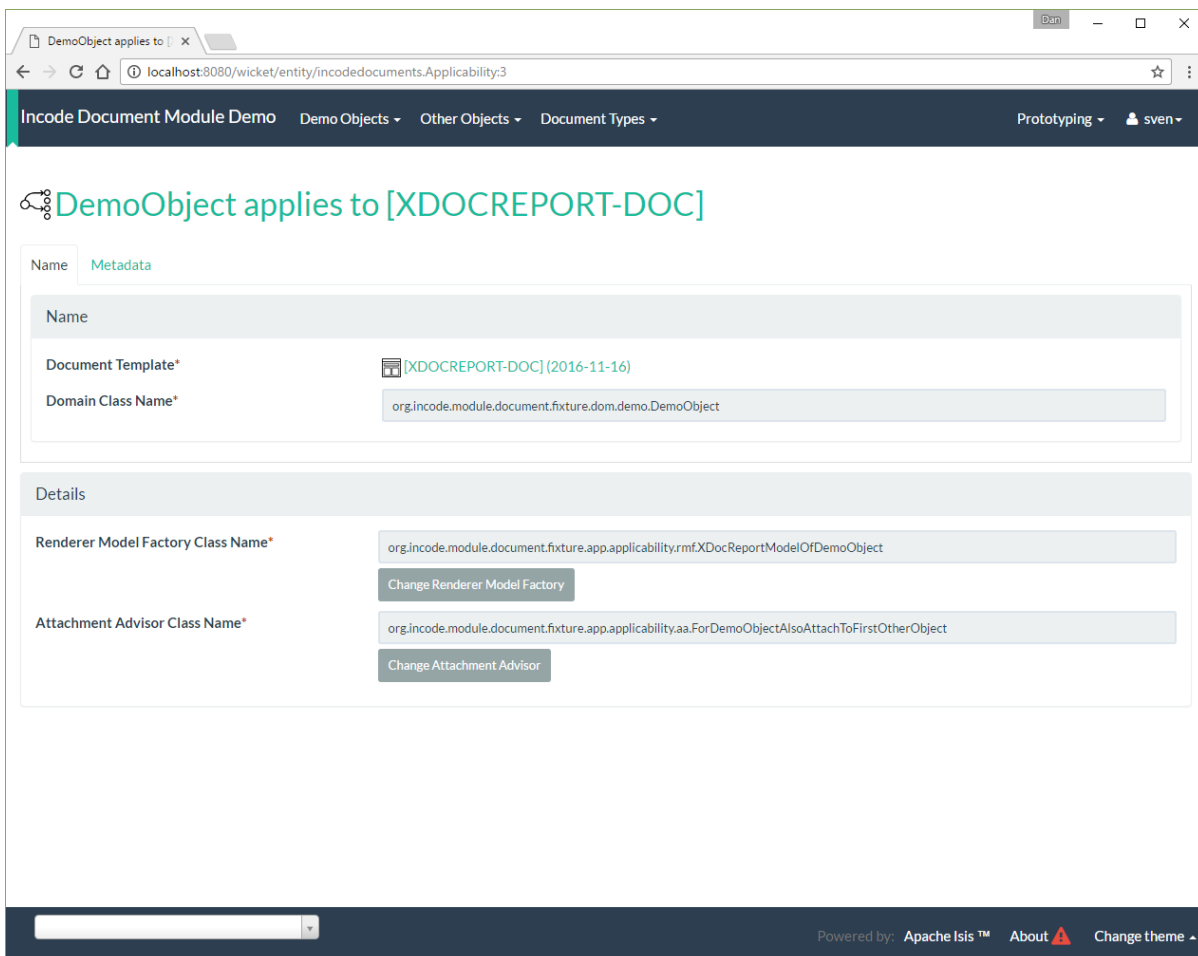 Dan
DemoObject applies to [
localhost:8080/wicket/entity/incodedocuments.Applicability:3
Incode Document Module Demo Demo Objects Other Objects Document Types Prototyping sven
DemoObject applies to [XDOCREPORT-DOC]
Name Metadata
Name
Document Template* [XDOCREPORT-DOC] (2016-11-16)
Domain Class Name* org.incode.module.document.fixture.dom.demo.DemoObject
Details
Renderer Model Factory Class Name* org.incode.module.document.fixture.app.applicability.rmf.XDocReportModelOfDemoObject
Change Renderer Model Factory
Attachment Advisor Class Name* org.incode.module.document.fixture.app.applicability.aa.ForDemoObjectAlsoAttachToFirstOtherObject
Change Attachment Advisor
Powered by: Apache Isis ™ About Change theme